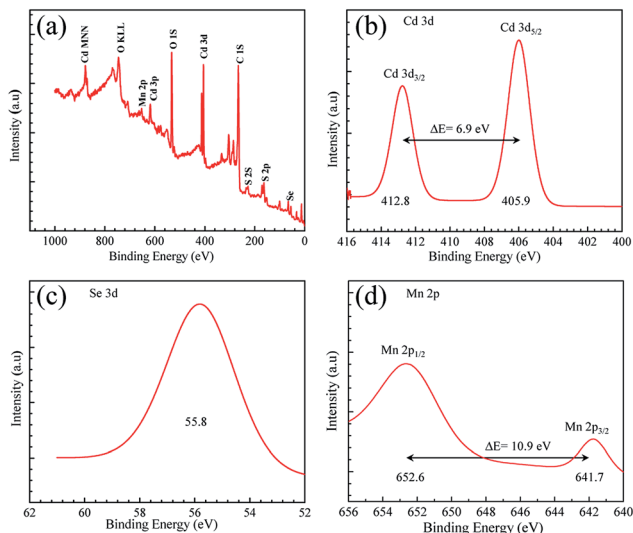 (a)
Cd MNN
O KLL
Mn 2p
Cd 3p
O 1S
Cd 3d
C 1S
S 2S
S 2p
Se
Intensity (a.u)
1000 800 600 400 200 0
Binding Energy (eV)
(b)
Cd 3d
Cd 3d5/2
Cd 3d3/2
ΔE= 6.9 eV
412.8
405.9
Intensity (a.u)
416 414 412 410 408 406 404 402 400
Binding Energy (eV)
(c)
Se 3d
55.8
Intensity (a.u)
62 60 58 56 54 52
Binding Energy (eV)
(d)
Mn 2p
Mn 2p1/2
Mn 2p3/2
ΔE= 10.9 eV
652.6
641.7
Intensity (a.u)
656 654 652 650 648 646 644 642 640
Binding Energy (eV)